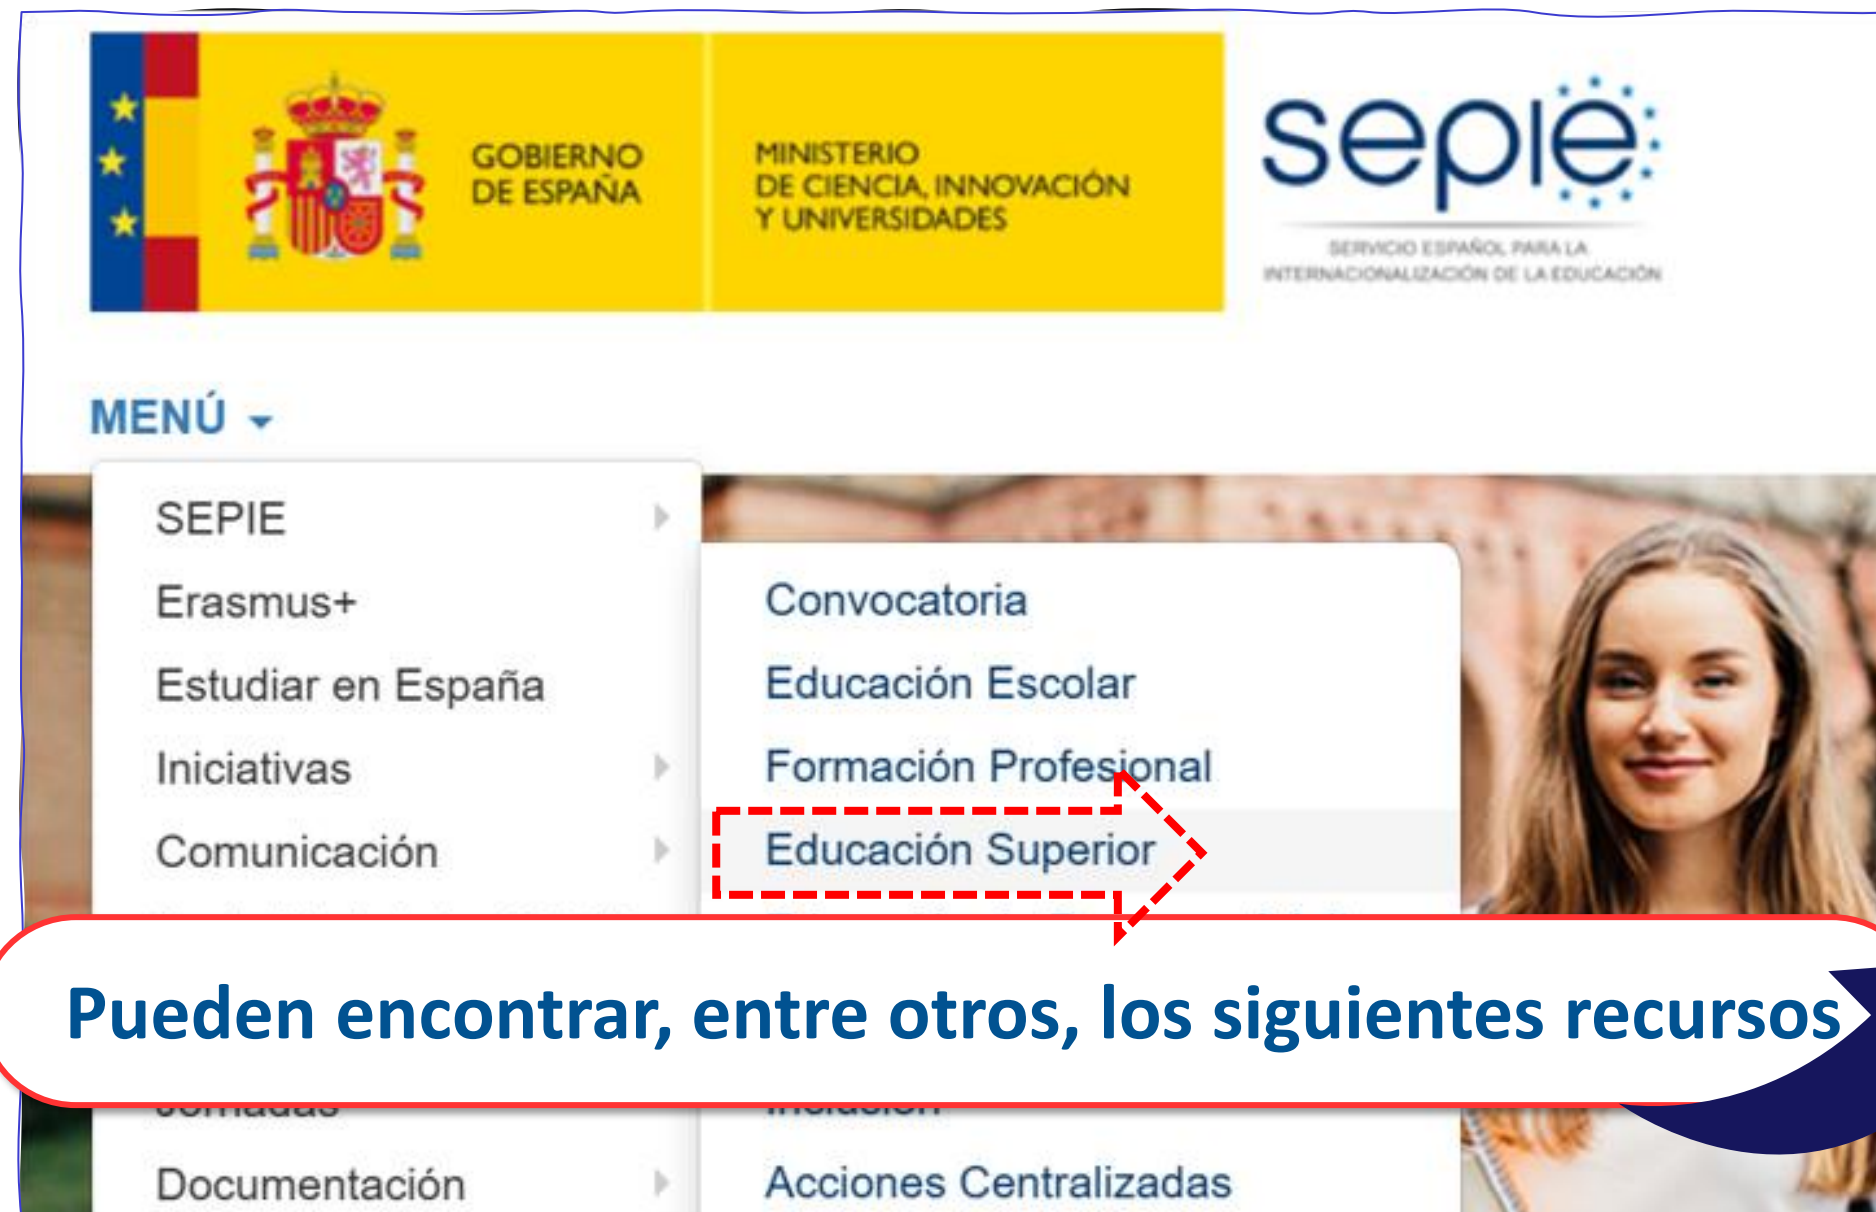 GOBIERNO
DE ESPAÑA
MINISTERIO
DE CIENCIA, INNOVACIÓN
Y UNIVERSIDADES
sepie
SERVICIO ESPAÑOL PARA LA
INTERNACIONALIZACIÓN DE LA EDUCACIÓN
MENÚ
SEPIE
Erasmus+
Estudiar en España
Iniciativas
Comunicación
Convocatoria
Educación Escolar
Formación Profesional
Educación Superior
Pueden encontrar, entre otros, los siguientes recursos
Jornadas
Documentación
Inclusión
Acciones Centralizadas